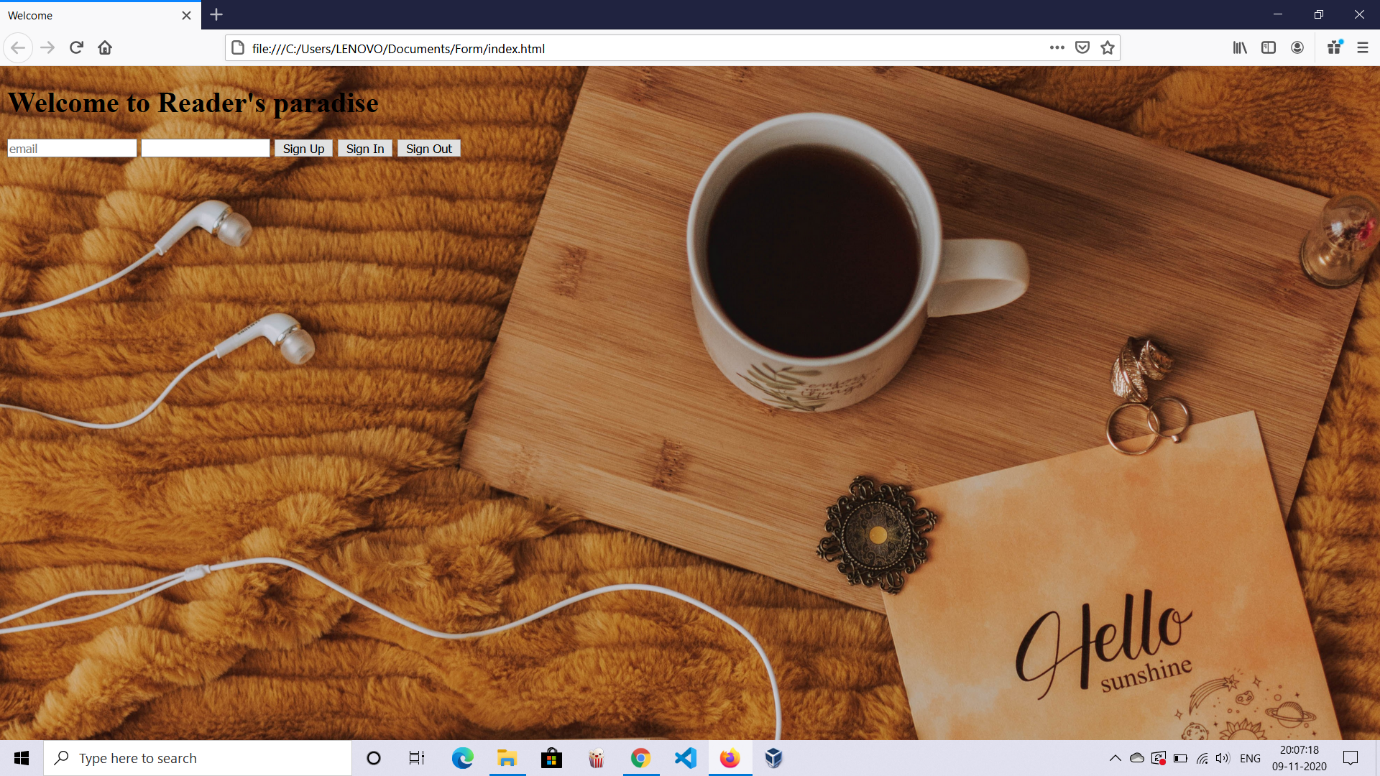 Welcome
file:///C:/Users/LENOVO/Documents/Form/index.html
Welcome to Reader's paradise
email
Sign Up
Sign In
Sign Out
Hello
sunshine
Type here to search
ENG
20:07:18
09-11-2020